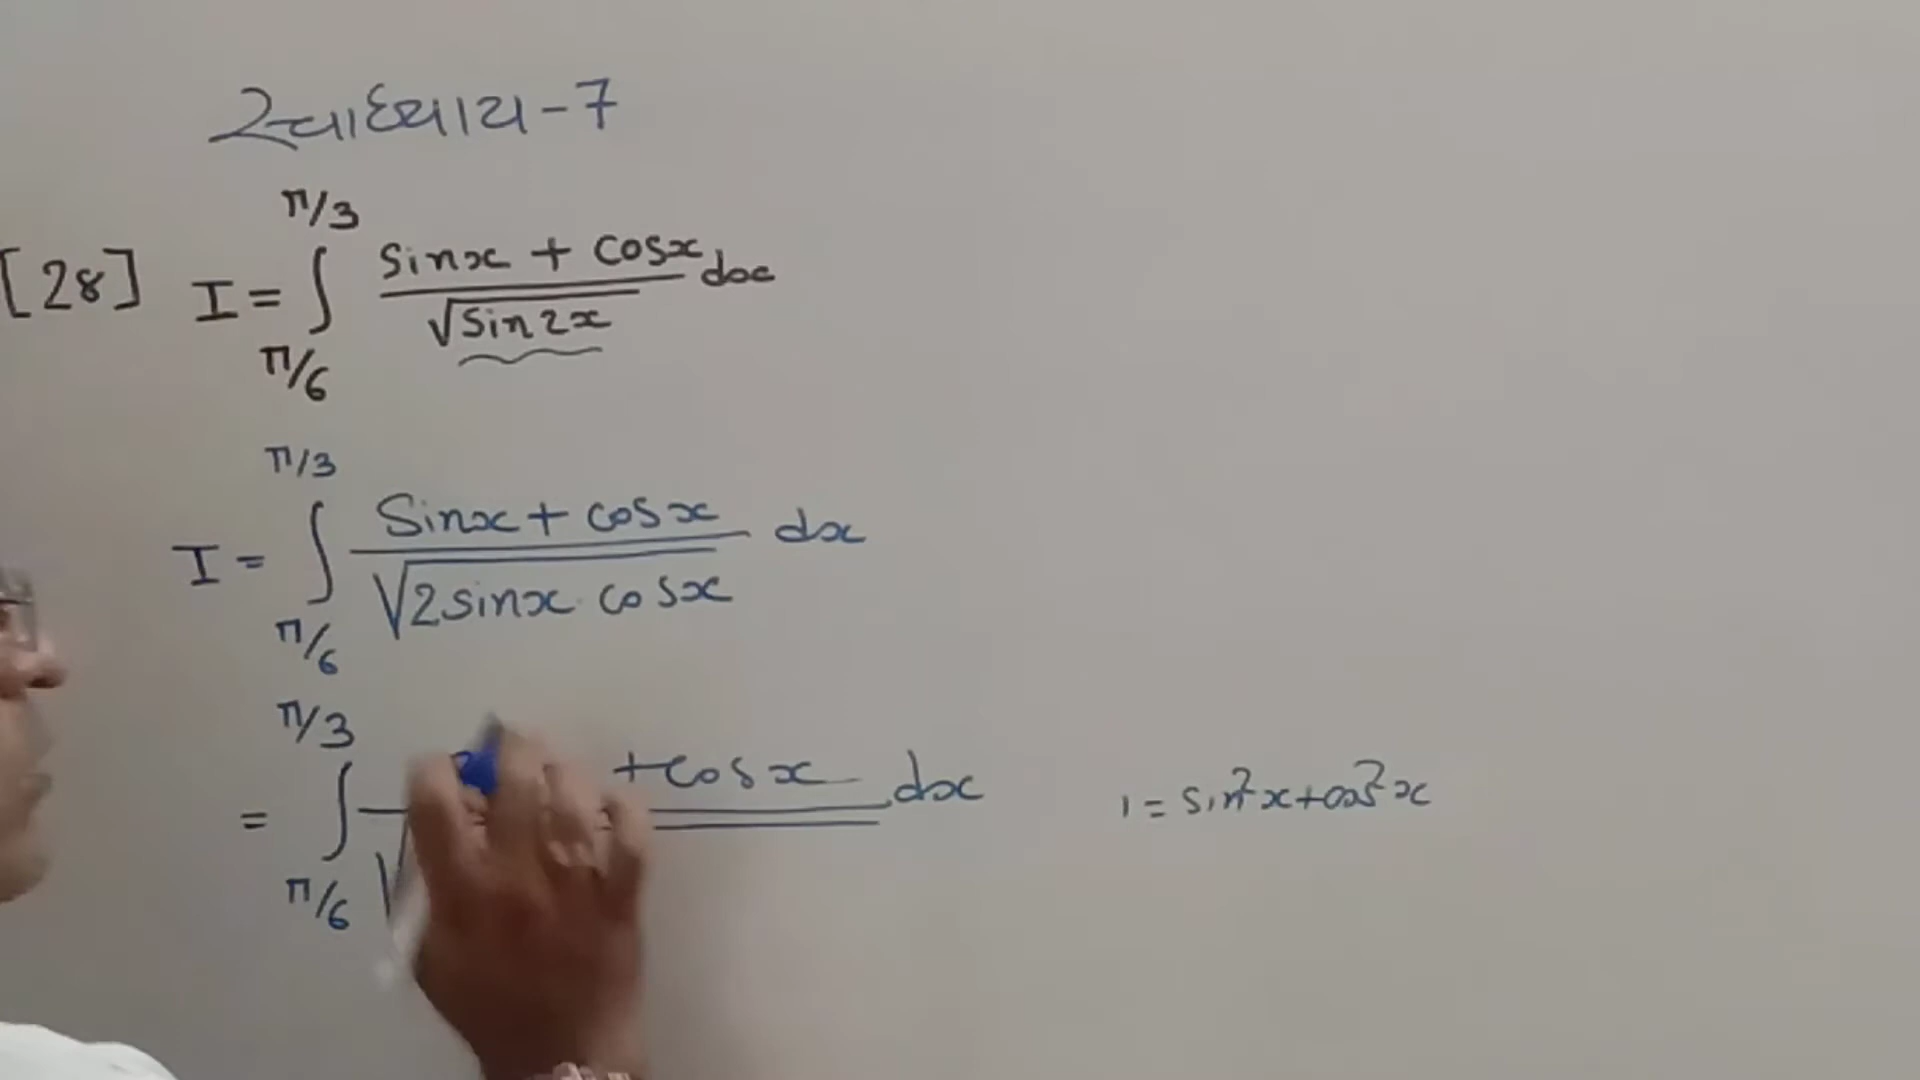 સ્વાધ્યાય-7
π/3
[28] I = ∫ sinx + cosx dx
√sin2x
π/6
π/3
I = ∫ Sinx + cosx dx
√2sinx cosx
π/6
π/3
= ∫ +cosx dx
√
π/6
1 = sin²x+cos²x